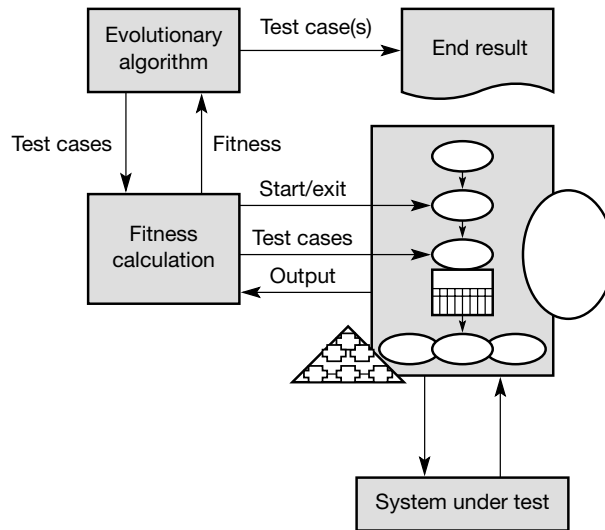 Evolutionary
algorithm
Test case(s)
End result
Test cases
Fitness
Start/exit
Fitness
calculation
Test cases
Output
System under test